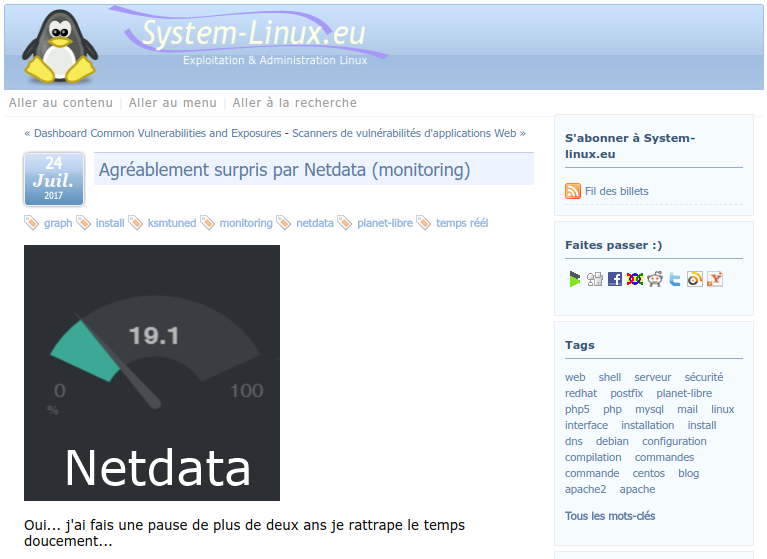 System-Linux.eu
Exploitation & Administration Linux
Aller au contenu | Aller au menu | Aller à la recherche
« Dashboard Common Vulnerabilities and Exposures - Scanners de vulnérabilités d'applications Web »
24
Juil.
2017
Agréablement surpris par Netdata (monitoring)
graph install ksmtuned monitoring netdata planet-libre temps réél
19.1
0 100
%
Netdata
Oui... j'ai fais une pause de plus de deux ans je rattrape le temps
doucement...
S'abonner à System-
linux.eu
Fil des billets
Faites passer :)
Tags
web shell serveur sécurité
redhat postfix planet-libre
php5 php mysql mail linux
interface installation install
dns debian configuration
compilation commandes
commande centos blog
apache2 apache
Tous les mots-clés